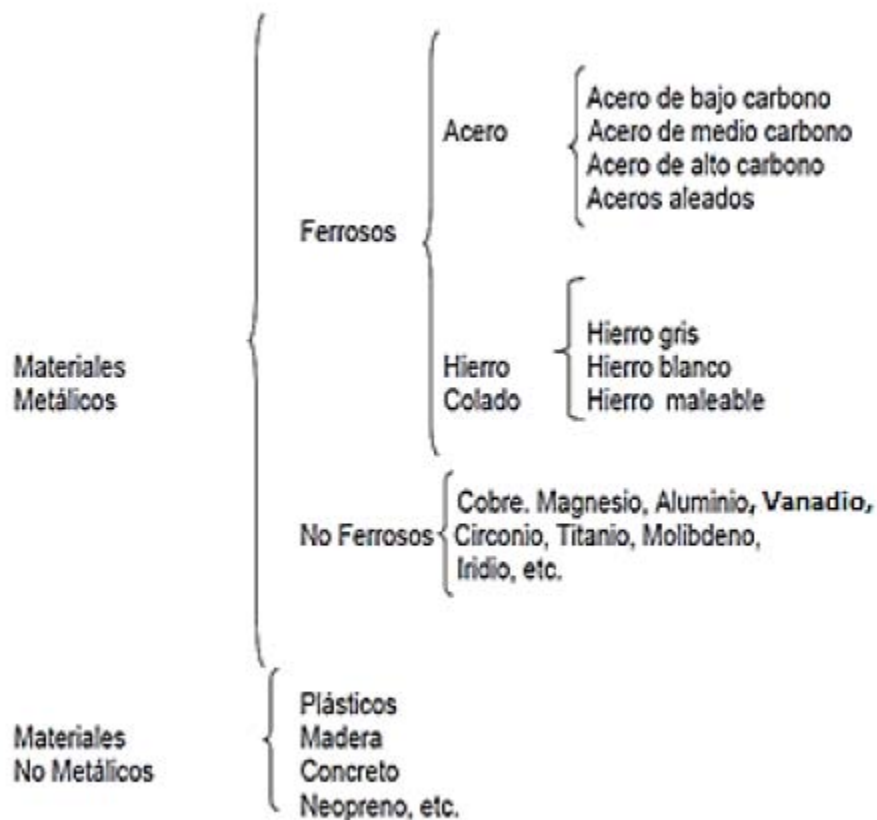 Materiales
Metálicos
Ferrosos
Acero
Acero de bajo carbono
Acero de medio carbono
Acero de alto carbono
Aceros aleados
Hierro
Colado
Hierro gris
Hierro blanco
Hierro maleable
No Ferrosos
Cobre. Magnesio, Aluminio, Vanadio,
Circonio, Titanio, Molibdeno,
Iridio, etc.
Materiales
No Metálicos
Plásticos
Madera
Concreto
Neopreno, etc.